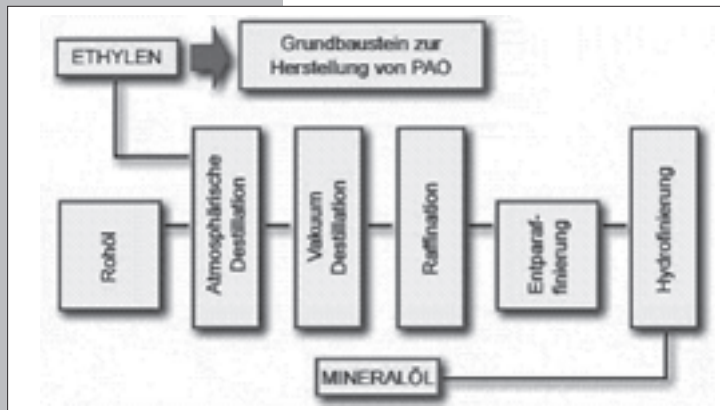 ETHYLEN
Grundbaustein zur
Herstellung von PAO
Rohöl
Atmosphärische
Destillation
Vakuum
Destillation
Raffination
Entparaf-
finierung
Hydrofinierung
MINERALÖL